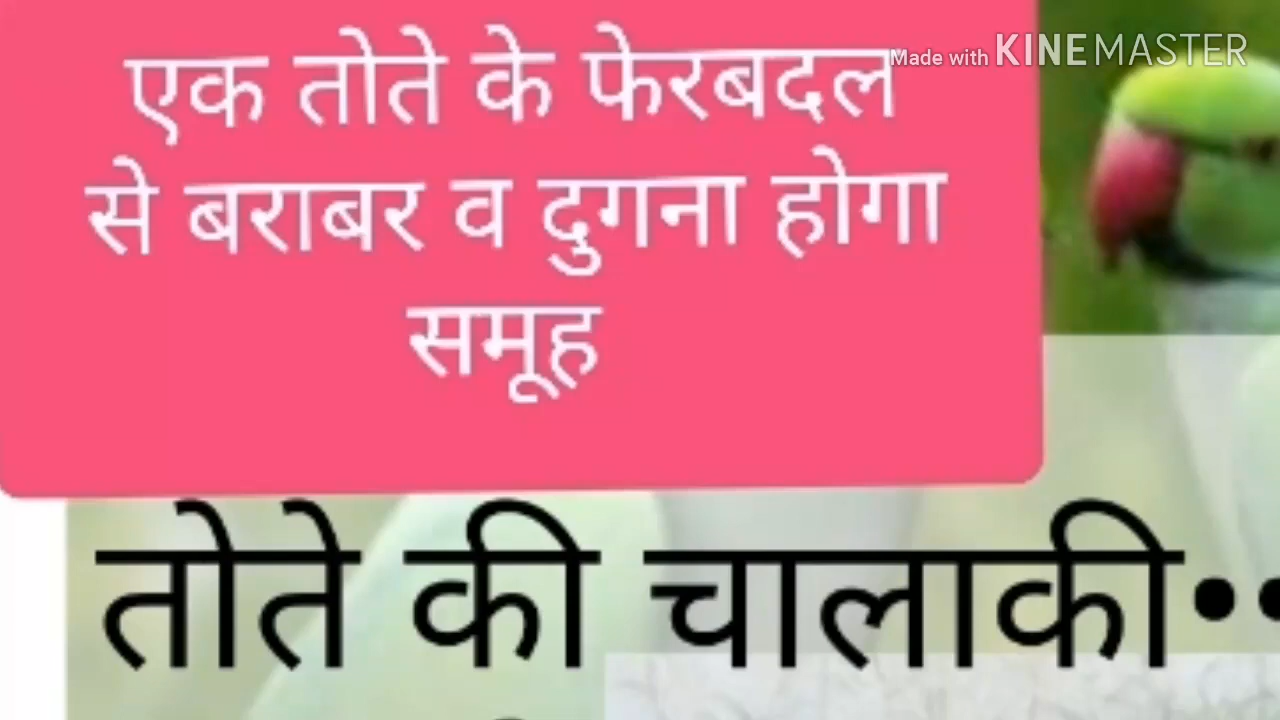 एक तोते के फेरबदल
Made with KINEMASTER
से बराबर व दुगना होगा
समूह
तोते की चालाकी••